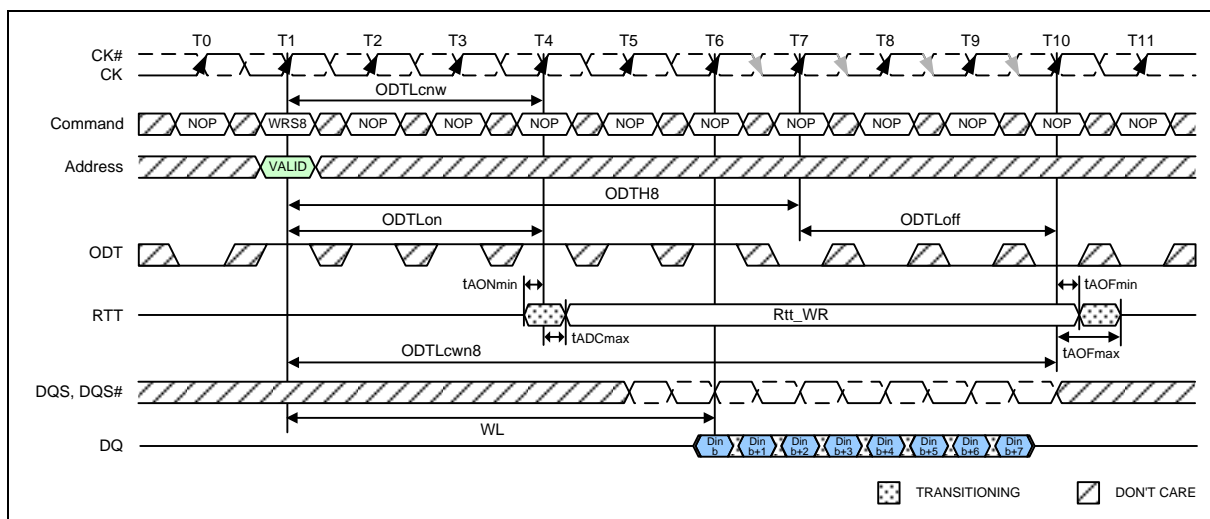 T0 T1 T2 T3 T4 T5 T6 T7 T8 T9 T10 T11
CK#
CK
ODTLcnw
Command NOP WRS8 NOP NOP NOP NOP NOP NOP NOP NOP NOP NOP
Address VALID
ODTH8
ODTLon ODTLoff
ODT
tAONmin tAOFmin
RTT Rtt_WR
tADCmax tAOFmax
ODTLcwn8
DQS, DQS#
WL
DQ Din b Din b+1 Din b+2 Din b+3 Din b+4 Din b+5 Din b+6 Din b+7
TRANSITIONING DON'T CARE